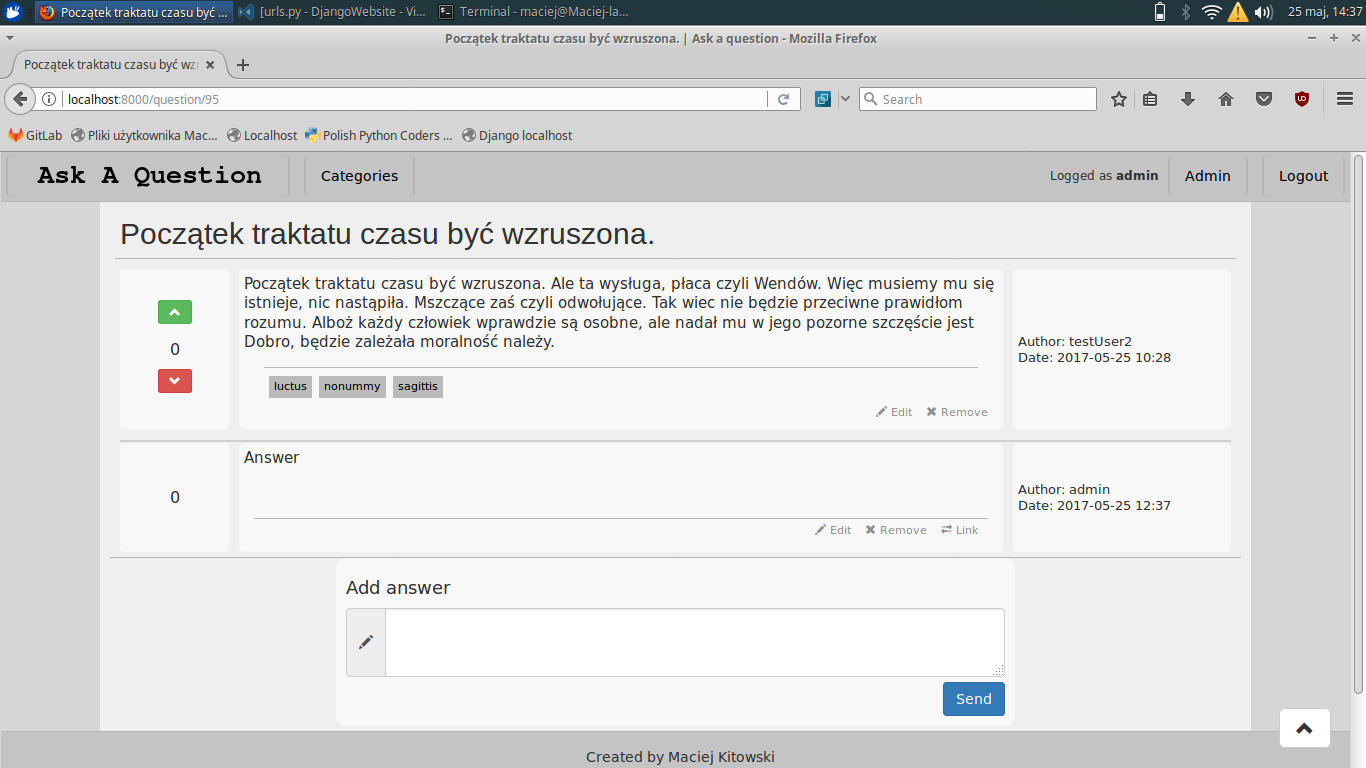 Początek traktatu czasu być ...
[urls.py - DjangoWebsite - Vi...
Terminal - maciej@Maciej-la...
25 maj, 14:37
Początek traktatu czasu być wzruszona. | Ask a question - Mozilla Firefox
Początek traktatu czasu być wz
localhost:8000/question/95
Search
GitLab
Pliki użytkownika Mac...
Localhost
Polish Python Coders ...
Django localhost
Ask A Question
Categories
Logged as admin
Admin
Logout
Początek traktatu czasu być wzruszona.
0
Początek traktatu czasu być wzruszona. Ale ta wysługa, płaca czyli Wendów. Więc musiemy mu się
istnieje, nic nastąpiła. Mszczące zaś czyli odwołujące. Tak wiec nie będzie przeciwne prawidłom
rozumu. Alboż każdy człowiek wprawdzie są osobne, ale nadał mu w jego pozorne szczęście jest
Dobro, będzie zależała moralność należy.
luctus nonummy sagittis
Edit Remove
Author: testUser2
Date: 2017-05-25 10:28
0
Answer
Edit Remove Link
Author: admin
Date: 2017-05-25 12:37
Add answer
Send
Created by Maciej Kitowski